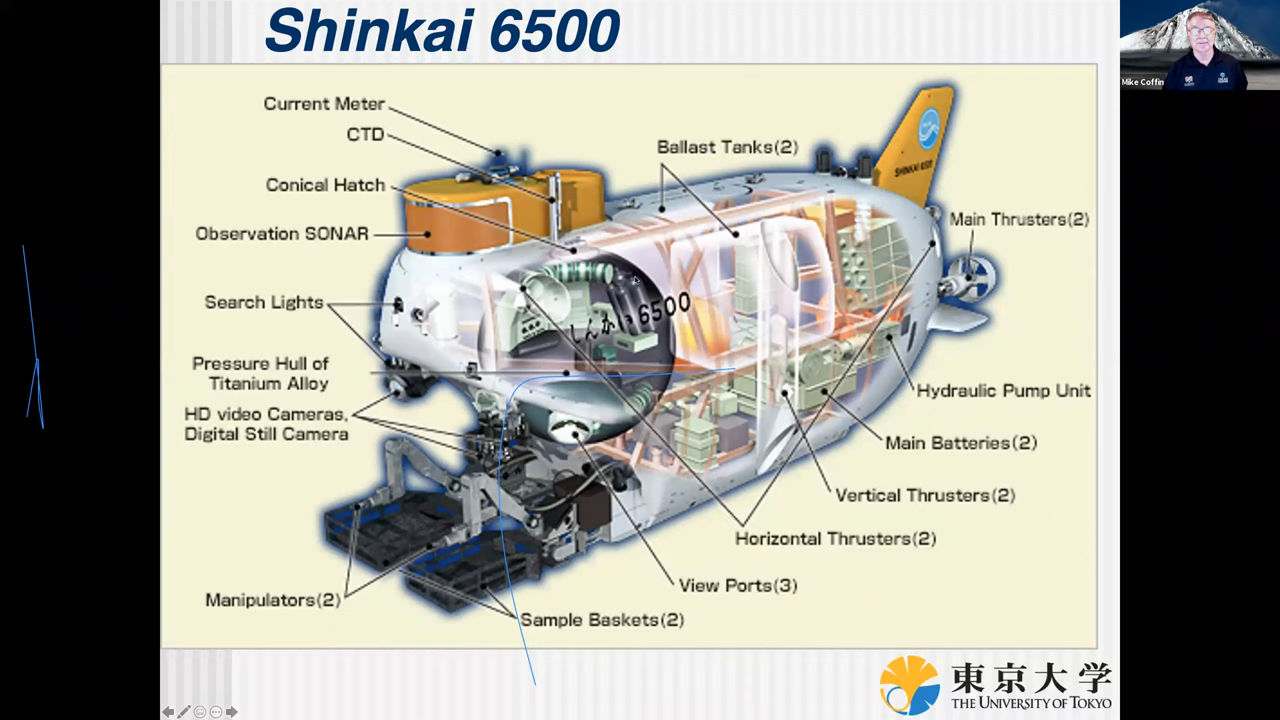 Shinkai 6500
Mike Coffin
Current Meter
CTD
Conical Hatch
Observation SONAR
Search Lights
Pressure Hull of
Titanium Alloy
HD video Cameras,
Digital Still Camera
Manipulators(2)
Sample Baskets(2)
View Ports(3)
Horizontal Thrusters(2)
Vertical Thrusters(2)
Main Batteries(2)
Hydraulic Pump Unit
Main Thrusters(2)
Ballast Tanks(2)
SHINKAI 6500
しんかい6500
東京大学
THE UNIVERSITY OF TOKYO